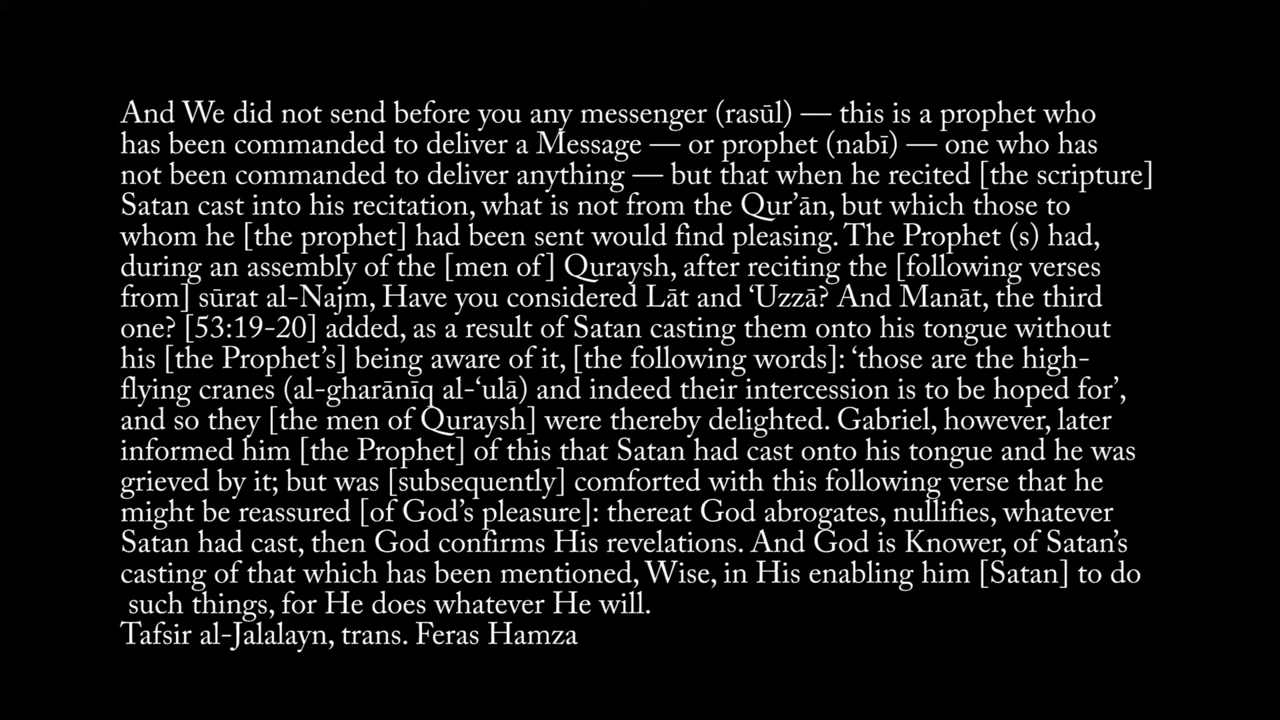 And We did not send before you any messenger (rasūl) — this is a prophet who
has been commanded to deliver a Message — or prophet (nabī) — one who has
not been commanded to deliver anything — but that when he recited [the scripture]
Satan cast into his recitation, what is not from the Qur’ān, but which those to
whom he [the prophet] had been sent would find pleasing. The Prophet (s) had,
during an assembly of the [men of] Quraysh, after reciting the [following verses
from] sūrat al-Najm, Have you considered Lāt and ‘Uzzā? And Manāt, the third
one? [53:19-20] added, as a result of Satan casting them onto his tongue without
his [the Prophet’s] being aware of it, [the following words]: ‘those are the high-
flying cranes (al-gharānīq al-‘ulā) and indeed their intercession is to be hoped for’,
and so they [the men of Quraysh] were thereby delighted. Gabriel, however, later
informed him [the Prophet] of this that Satan had cast onto his tongue and he was
grieved by it; but was [subsequently] comforted with this following verse that he
might be reassured [of God’s pleasure]: thereat God abrogates, nullifies, whatever
Satan had cast, then God confirms His revelations. And God is Knower, of Satan’s
casting of that which has been mentioned, Wise, in His enabling him [Satan] to do
such things, for He does whatever He will.
Tafsir al-Jalalayn, trans. Feras Hamza